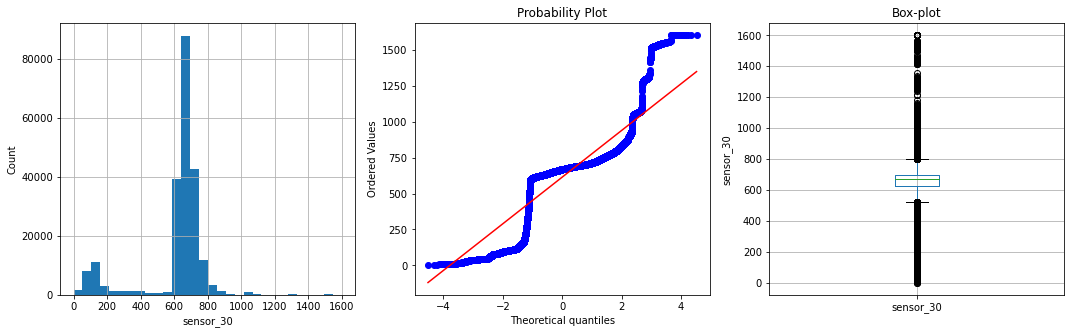 Count
80000
60000
40000
20000
0
0 200 400 600 800 1000 1200 1400 1600
sensor_30
Probability Plot
Ordered Values
1500
1250
1000
750
500
250
0
−4 −2 0 2 4
Theoretical quantiles
Box-plot
sensor_30
1600
1400
1200
1000
800
600
400
200
0
sensor_30